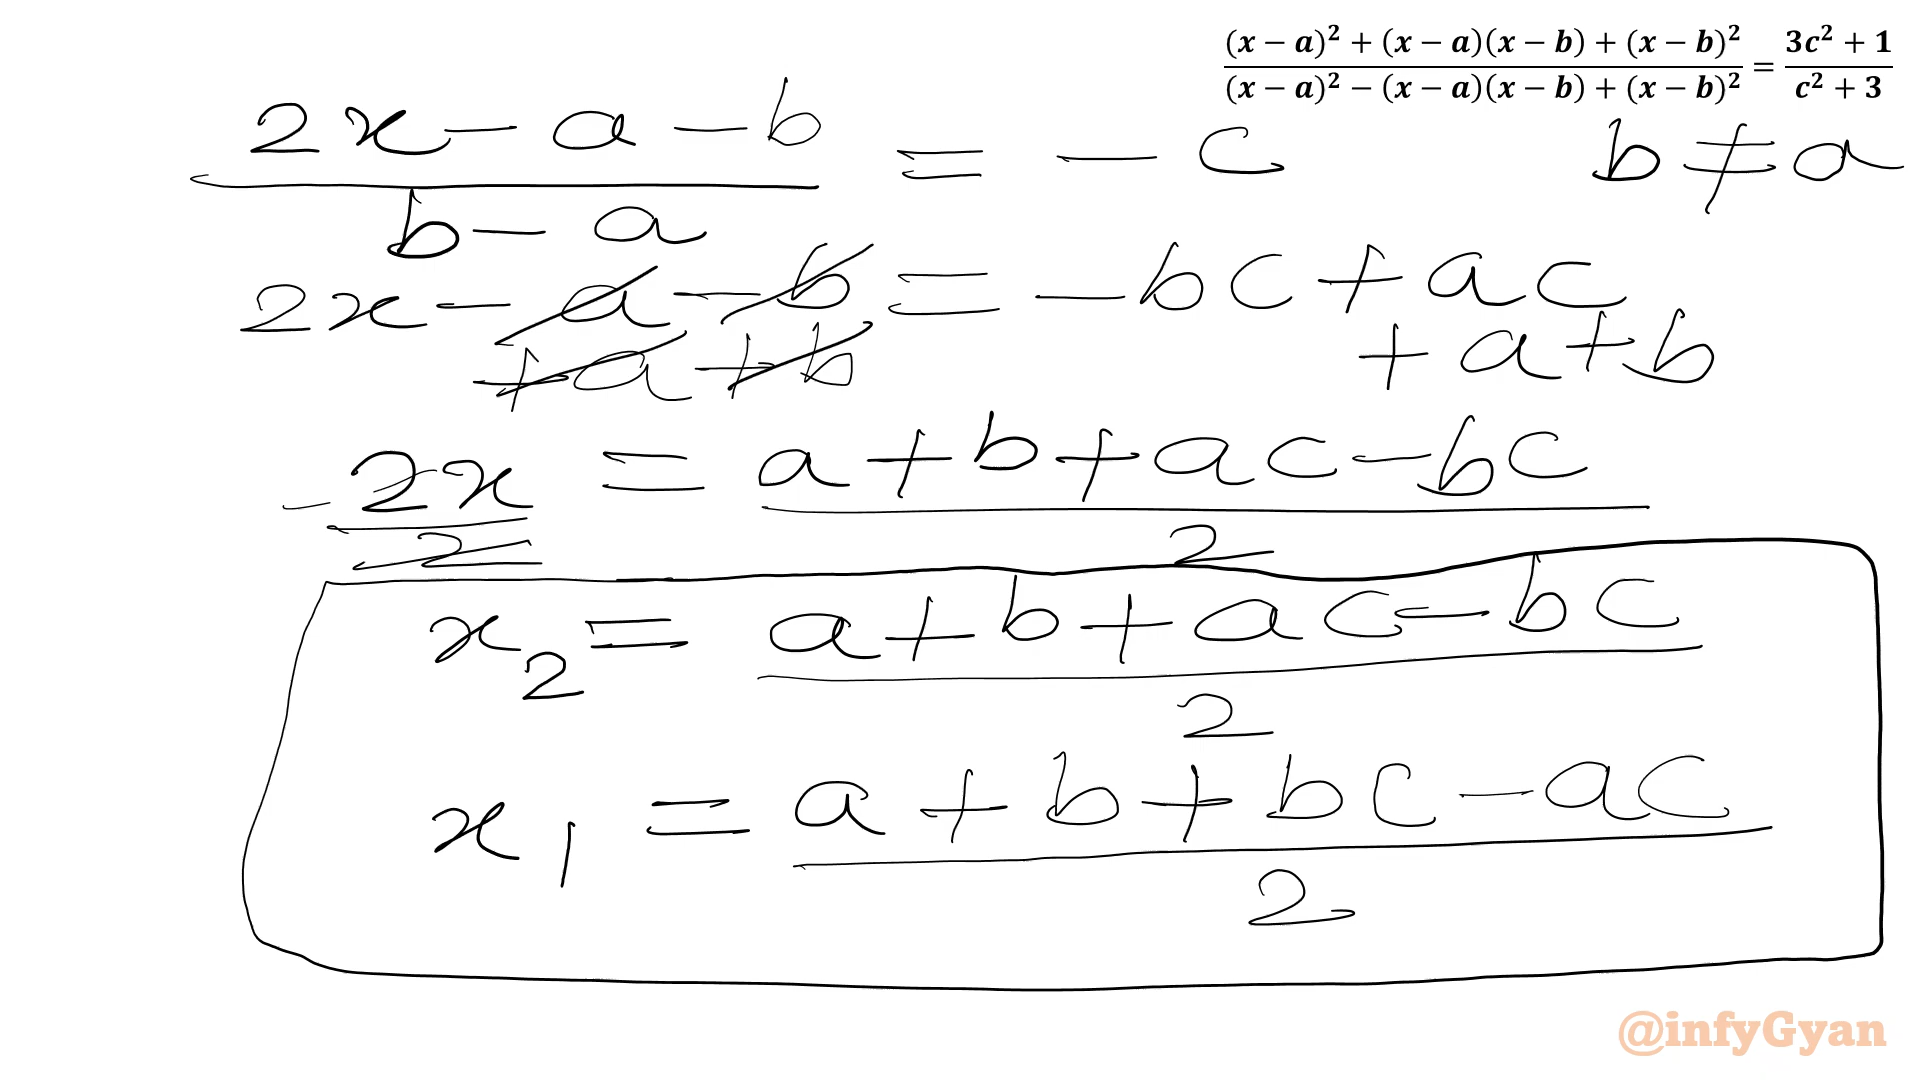 (x − a)² + (x − a)(x − b) + (x − b)² / (x − a)² − (x − a)(x − b) + (x − b)² = 3c² + 1 / c² + 3
2x − a − b / b − a = − c
b ≠ a
2x − a − b = − bc + ac
+ a + b + a + b
2x / 2 = a + b + ac − bc / 2
x₂ = a + b + ac − bc / 2
x₁ = a + b + bc − ac / 2
@infyGyan